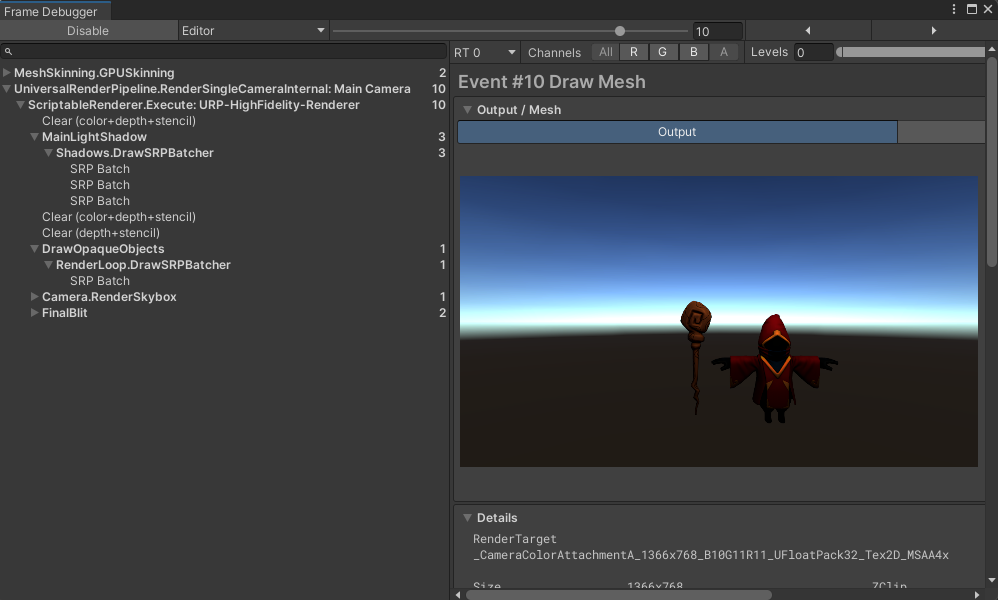 Frame Debugger
Disable Editor 10
RT 0 Channels All R G B A Levels 0
MeshSkinning.GPUSkinning 2
UniversalRenderPipeline.RenderSingleCameraInternal: Main Camera 10
ScriptableRenderer.Execute: URP-HighFidelity-Renderer 10
Clear (color+depth+stencil)
MainLightShadow 3
Shadows.DrawSRPBatcher 3
SRP Batch
SRP Batch
SRP Batch
Clear (color+depth+stencil)
Clear (depth+stencil)
DrawOpaqueObjects 1
RenderLoop.DrawSRPBatcher 1
SRP Batch
Camera.RenderSkybox 1
FinalBlit 2
Event #10 Draw Mesh
Output / Mesh
Output
Details
RenderTarget
_CameraColorAttachmentA_1366x768_B10G11R11_UFloatPack32_Tex2D_MSAA4x
Size 1366x768 ZClip